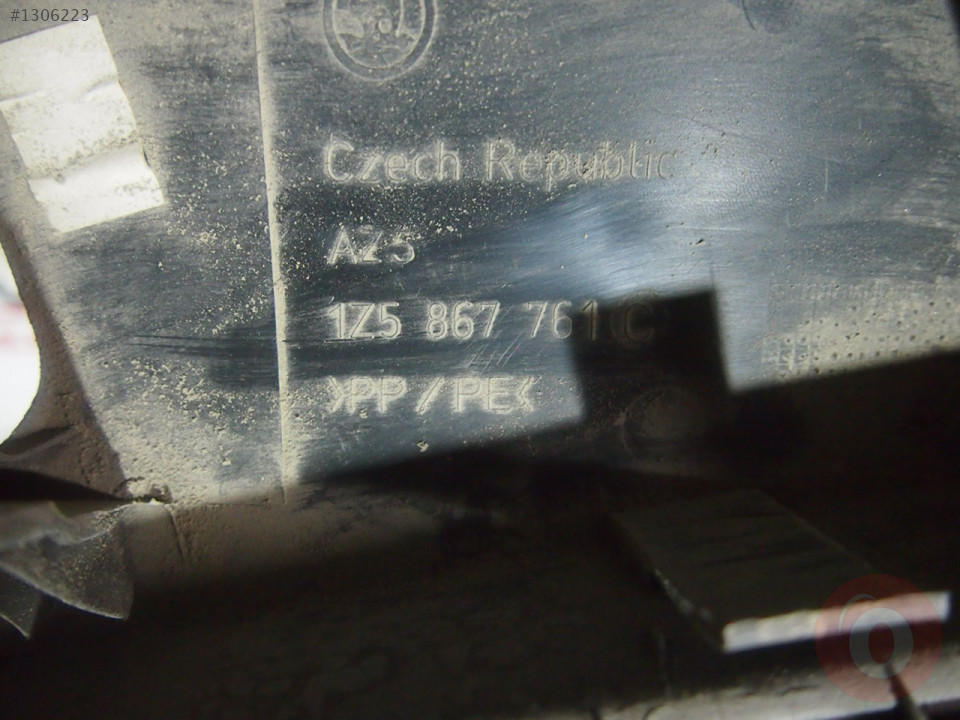 #1306223
Czech Republic
AZ5
1Z5 867 761 C
>PP/PE<